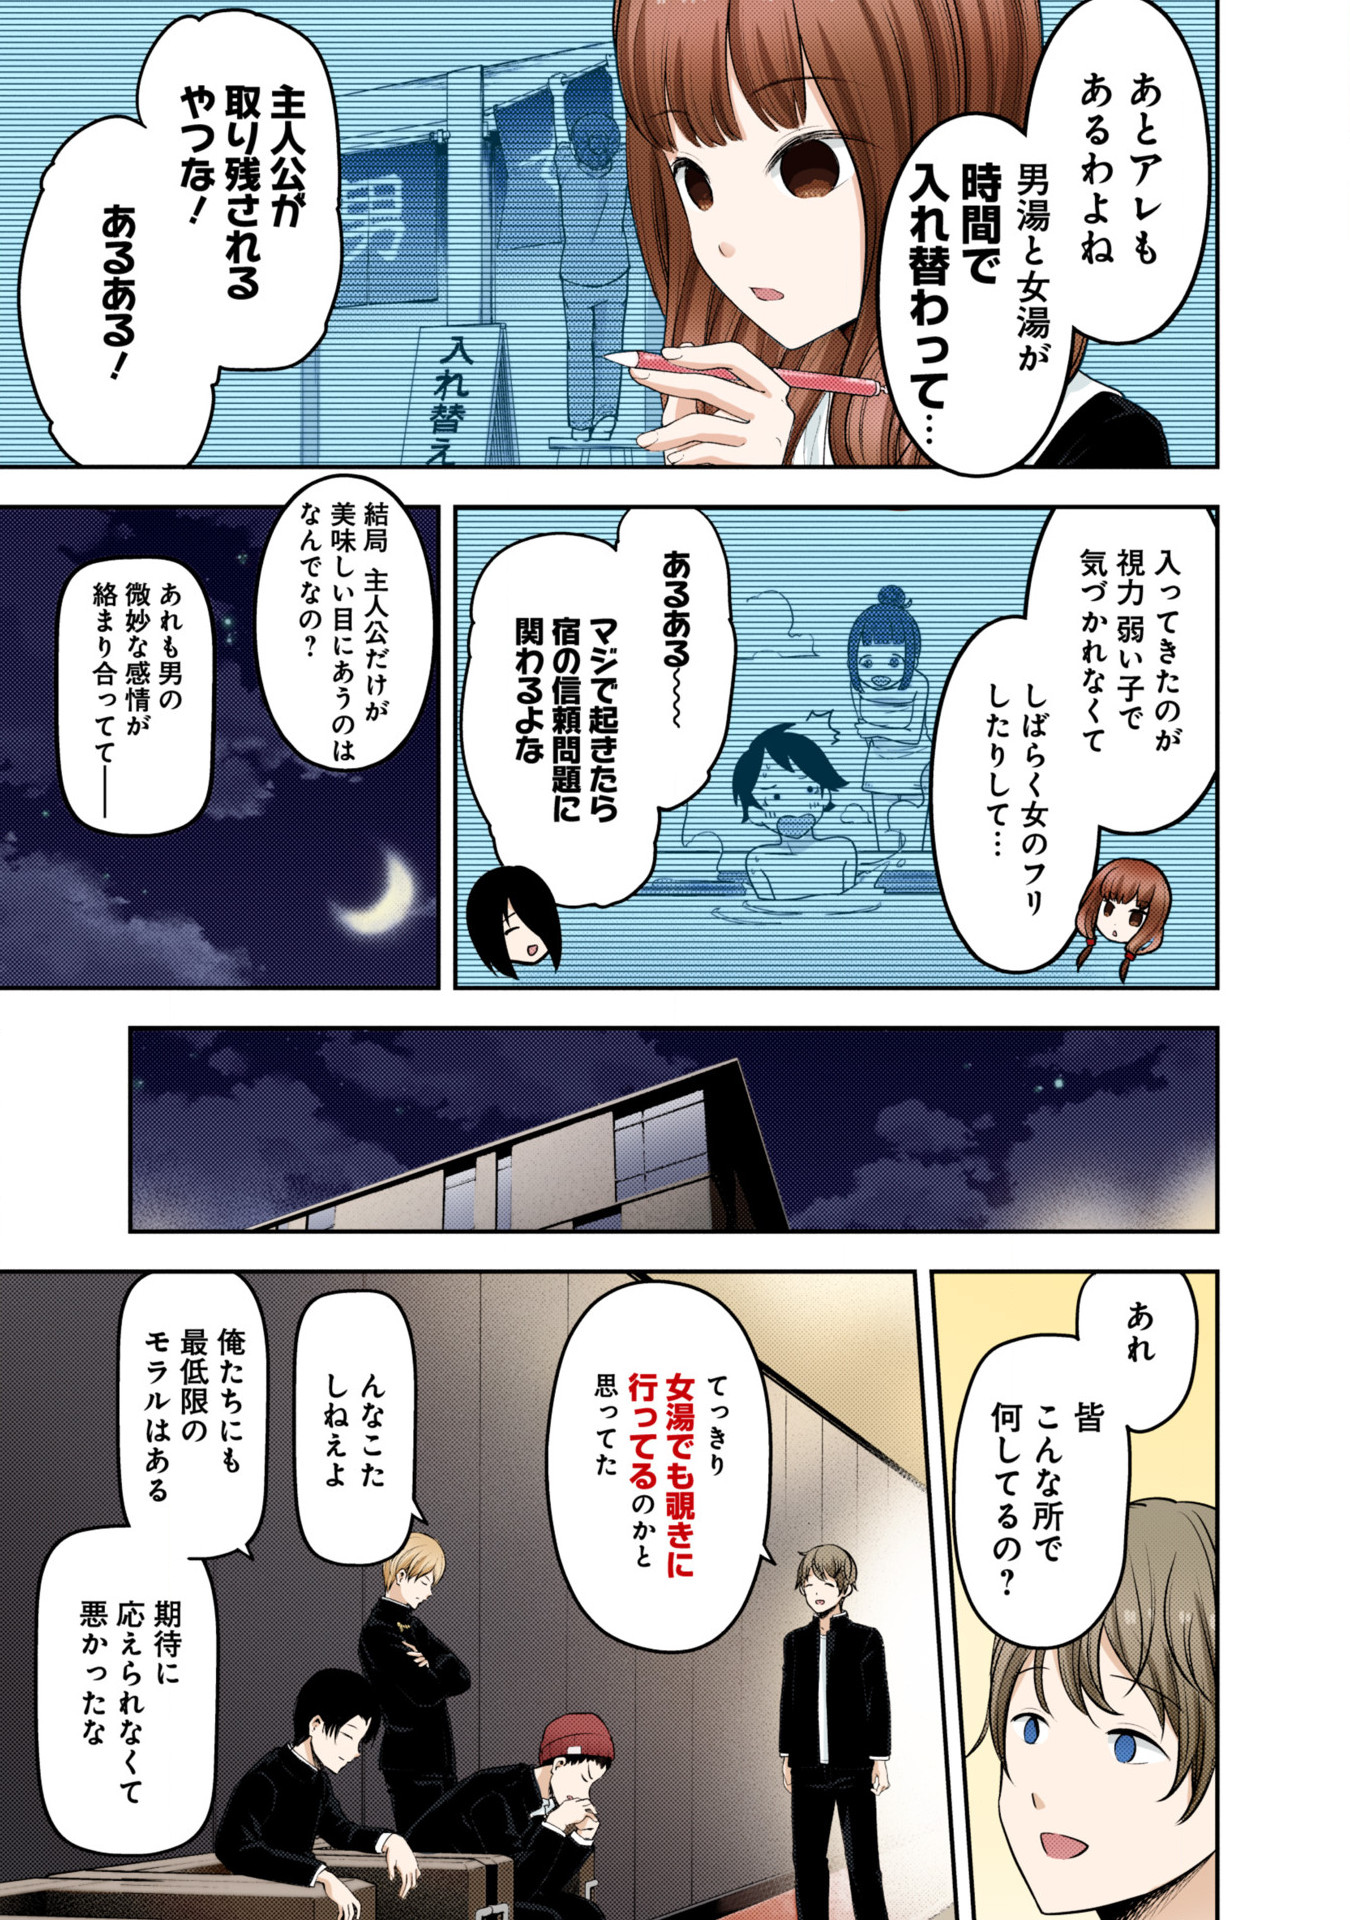 あとアレも
あるわよね
男湯と女湯が
時間で
入れ替わって…
男
入れ替え
主人公が
取り残される
やつな!
あるある!
入ってきたのが
視力弱い子で
気づかれなくて
しばらく女のフリ
したりして…
あるある〜〜〜
マジで起きたら
宿の信頼問題に
関わるよな
結局 主人公だけが
美味しい目にあうのは
なんでなの?
あれも男の
微妙な感情が
絡まり合ってて――
あれ
皆
こんな所で
何してるの?
てっきり
女湯でも覗きに
行ってるのかと
思ってた
んなこた
しねえよ
俺たちにも
最低限の
モラルはある
期待に
応えられなくて
悪かったな